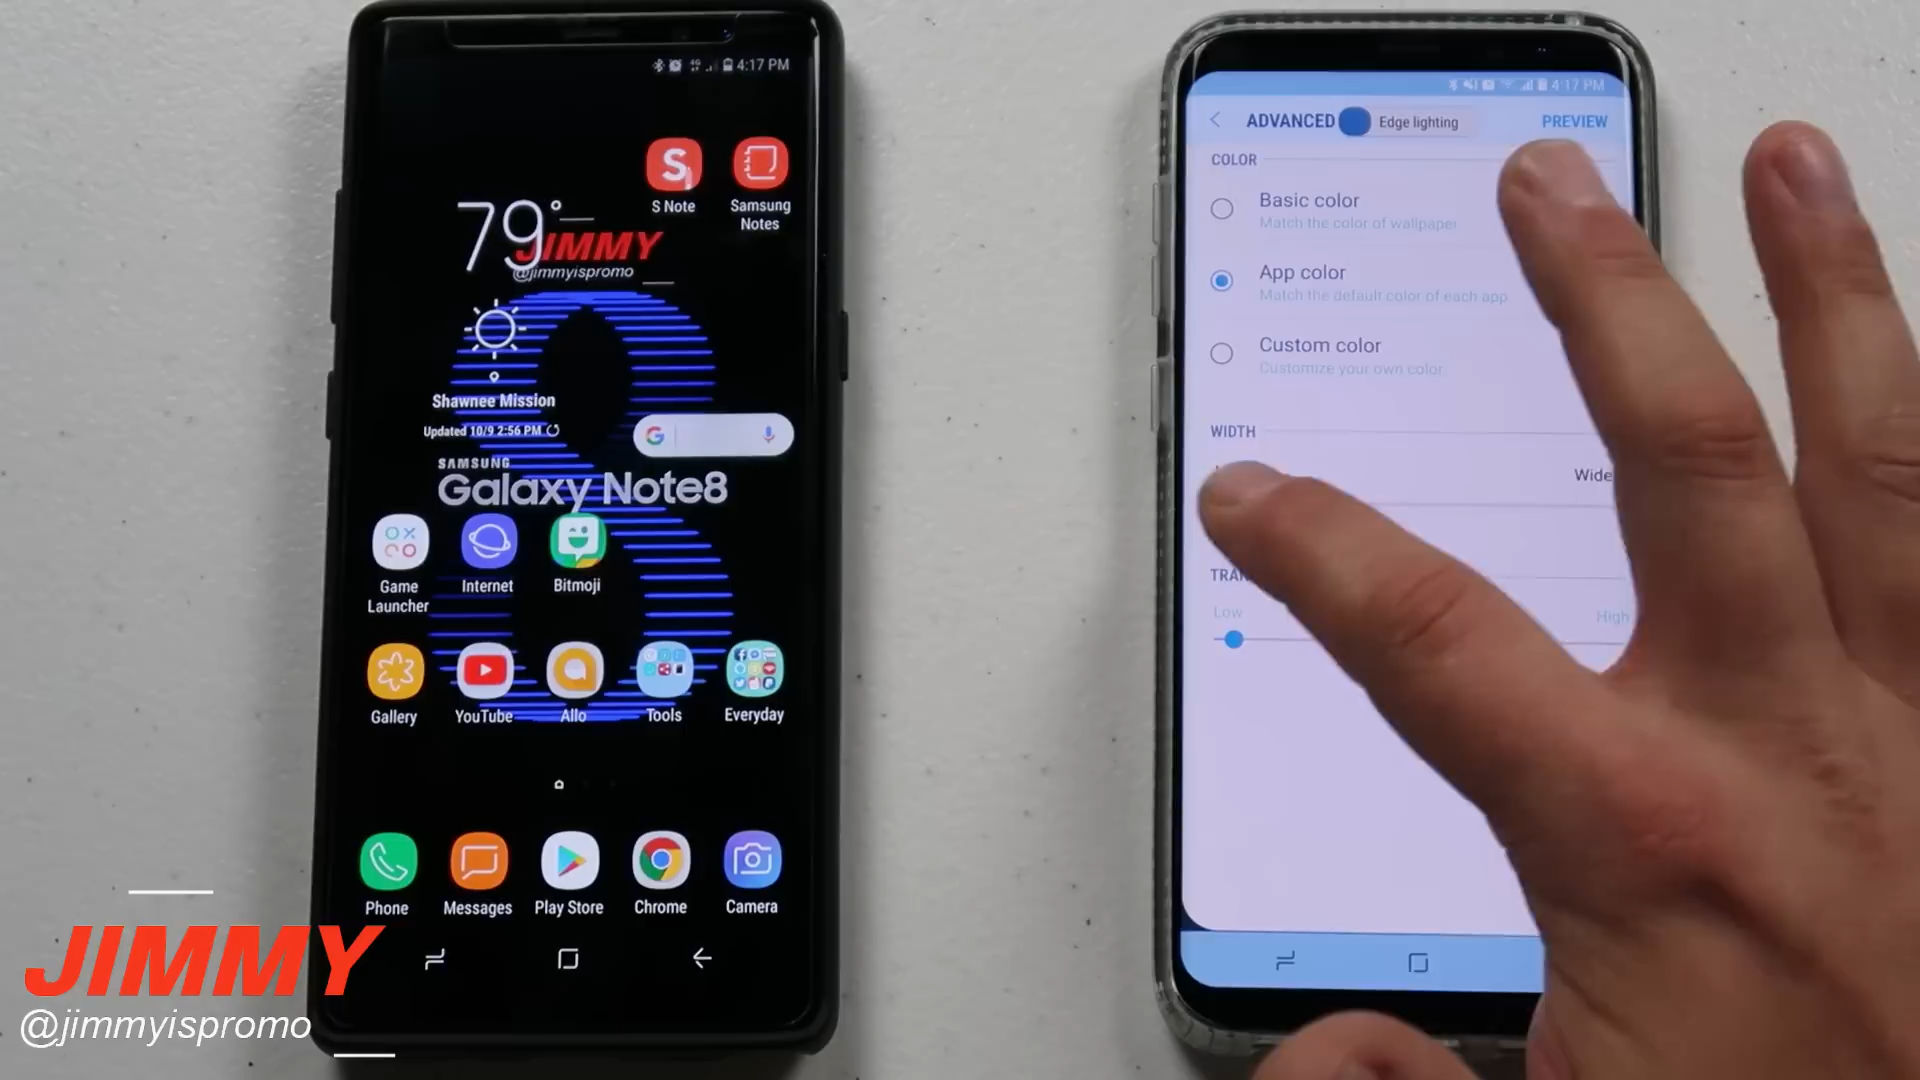 4G 4:17 PM
S Note
Samsung
Notes
79°
JIMMY
@jimmyispromo
Shawnee Mission
Updated 10/9 2:56 PM
SAMSUNG
Galaxy Note8
Game
Launcher
Internet
Bitmoji
Gallery
YouTube
Allo
Tools
Everyday
Phone
Messages
Play Store
Chrome
Camera
4:17 PM
ADVANCED
Edge lighting
PREVIEW
COLOR
Basic color
Match the color of wallpaper
App color
Match the default color of each app
Custom color
Customize your own color
WIDTH
Wide
Low
High
JIMMY
@jimmyispromo